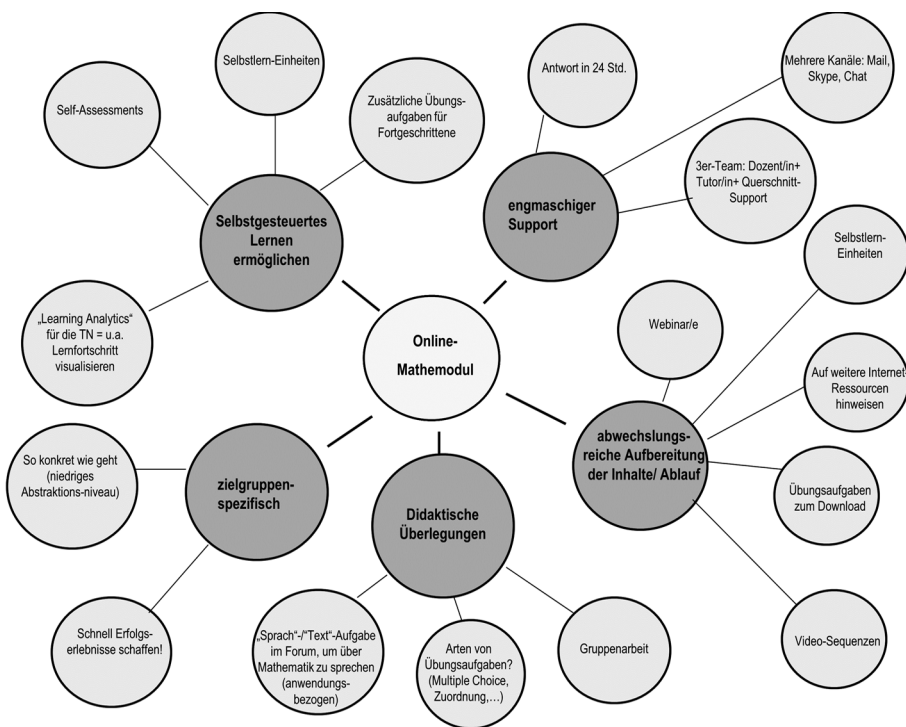 Selbstlern-Einheiten
Self-Assessments
Zusätzliche Übungs-
aufgaben für
Fortgeschrittene
Selbstgesteuertes
Lernen
ermöglichen
„Learning Analytics“
für die TN = u.a.
Lernfortschritt
visualisieren
Antwort in 24 Std.
Mehrere Kanäle: Mail,
Skype, Chat
3er-Team: Dozent/in+
Tutor/in+ Querschnitt-
Support
engmaschiger
Support
Online-
Mathemodul
Selbstlern-
Einheiten
Webinar/e
Auf weitere Internet-
Ressourcen
hinweisen
abwechslungs-
reiche Aufbereitung
der Inhalte/ Ablauf
Übungsaufgaben
zum Download
Video-Sequenzen
So konkret wie geht
(niedriges
Abstraktions-niveau)
zielgruppen-
spezifisch
Schnell Erfolgs-
erlebnisse schaffen!
Didaktische
Überlegungen
„Sprach“-/“Text“-Aufgabe
im Forum, um über
Mathematik zu sprechen
(anwendungs-
bezogen)
Arten von
Übungsaufgaben?
(Multiple Choice,
Zuordnung,…)
Gruppenarbeit